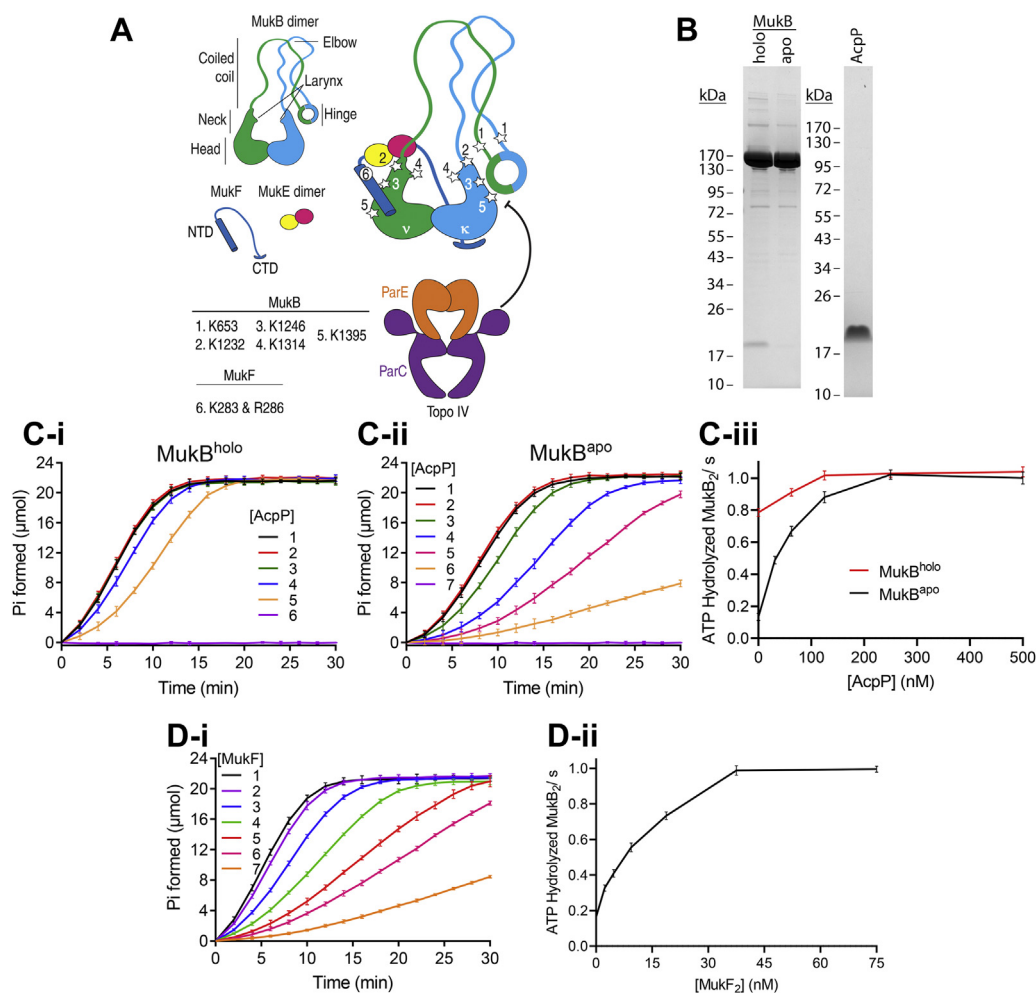 A
MukB dimer
Elbow
Coiled
coil
Larynx
Neck
Hinge
Head
MukF
MukE dimer
NTD
CTD
1
1
2
2
4
4
6
3
3
5
5
ν
κ
MukB
1. K653 3. K1246 5. K1395
2. K1232 4. K1314
MukF
6. K283 & R286
ParE
ParC
Topo IV
B
MukB
holo
apo
AcpP
kDa
170
130
95
72
55
43
34
26
17
10
kDa
170
130
95
72
55
43
34
26
17
10
C-i
MukBholo
Pi formed (μmol)
24
20
16
12
8
4
0
0 5 10 15 20 25 30
Time (min)
[AcpP]
1
2
3
4
5
6
C-ii
MukBapo
Pi formed (μmol)
24
20
16
12
8
4
0
0 5 10 15 20 25 30
Time (min)
[AcpP]
1
2
3
4
5
6
7
C-iii
ATP Hydrolyzed MukB2/ s
1.0
0.8
0.6
0.4
0.2
0.0
0 100 200 300 400 500
[AcpP] (nM)
MukBholo
MukBapo
D-i
Pi formed (μmol)
24
20
16
12
8
4
0
0 5 10 15 20 25 30
Time (min)
[MukF]
1
2
3
4
5
6
7
D-ii
ATP Hydrolyzed MukB2/ s
1.0
0.8
0.6
0.4
0.2
0.0
0 15 30 45 60 75
[MukF2] (nM)